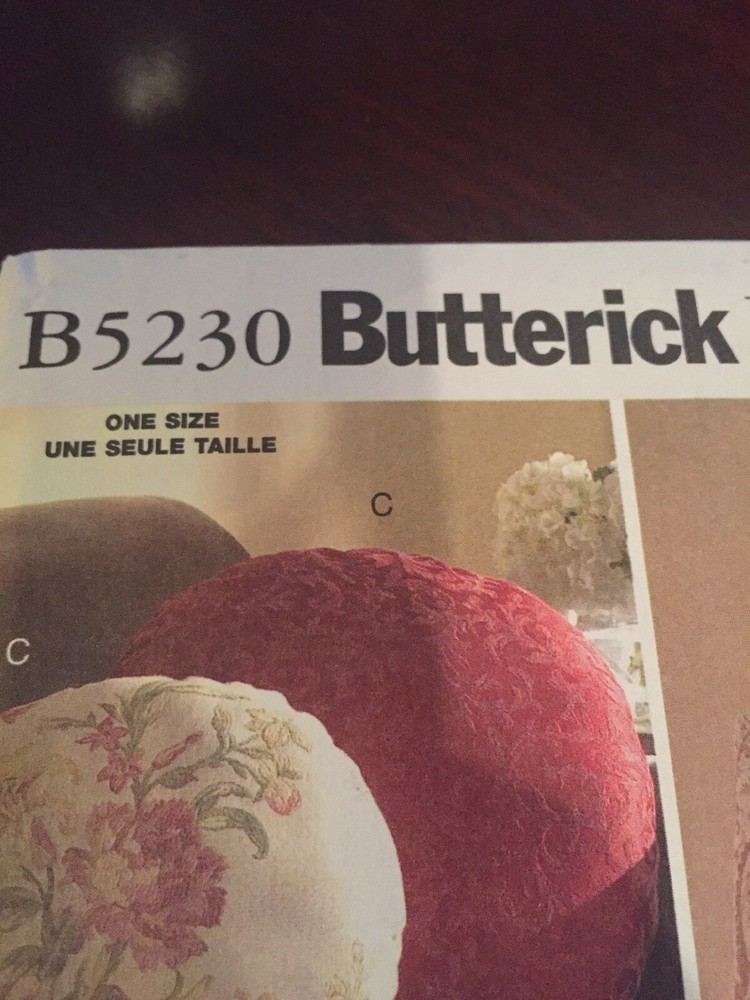 B5230 Butterick
ONE SIZE
UNE SEULE TAILLE
C
C